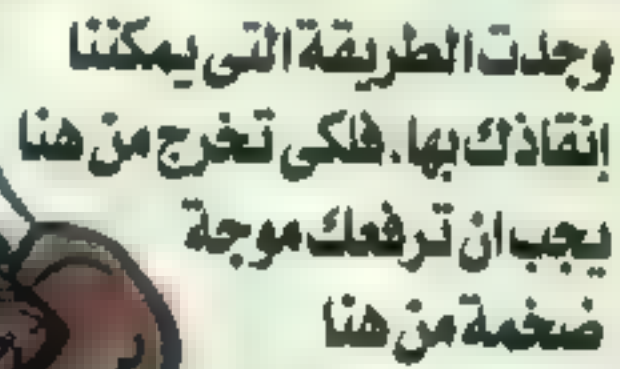 وجدت الطريقة التى يمكننا
إنقاذك بها. فلكى تخرج من هنا
يجب ان ترفعك موجة
ضخمة من هنا